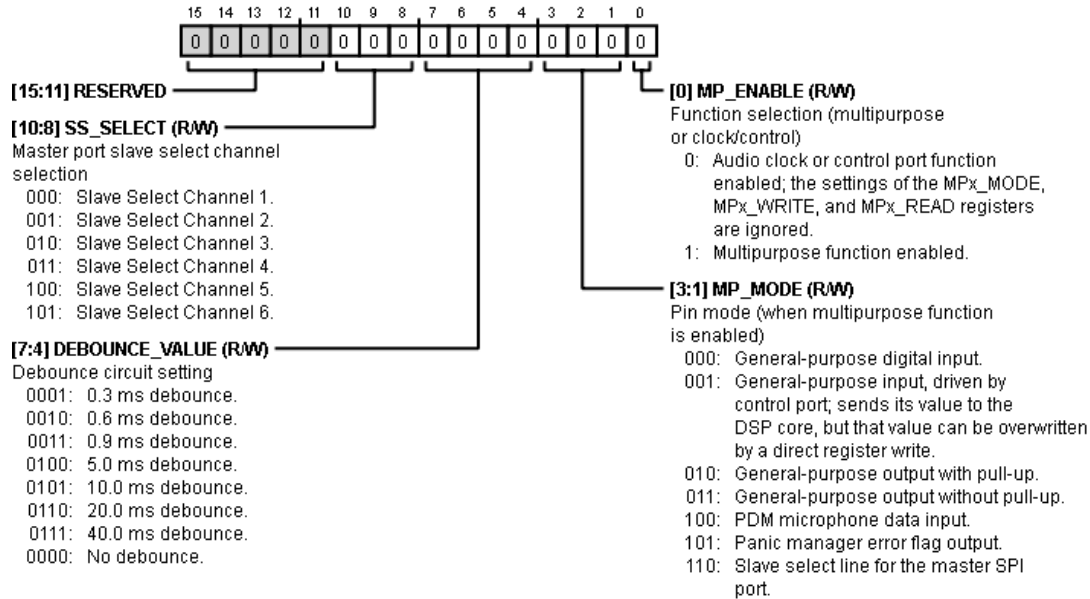 15 14 13 12 11 10 9 8 7 6 5 4 3 2 1 0
0 0 0 0 0 0 0 0 0 0 0 0 0 0 0 0
[15:11] RESERVED
[10:8] SS_SELECT (R/W)
Master port slave select channel
selection
000: Slave Select Channel 1.
001: Slave Select Channel 2.
010: Slave Select Channel 3.
011: Slave Select Channel 4.
100: Slave Select Channel 5.
101: Slave Select Channel 6.
[7:4] DEBOUNCE_VALUE (R/W)
Debounce circuit setting
0001: 0.3 ms debounce.
0010: 0.6 ms debounce.
0011: 0.9 ms debounce.
0100: 5.0 ms debounce.
0101: 10.0 ms debounce.
0110: 20.0 ms debounce.
0111: 40.0 ms debounce.
0000: No debounce.
[0] MP_ENABLE (R/W)
Function selection (multipurpose
or clock/control)
0: Audio clock or control port function
enabled; the settings of the MPx_MODE,
MPx_WRITE, and MPx_READ registers
are ignored.
1: Multipurpose function enabled.
[3:1] MP_MODE (R/W)
Pin mode (when multipurpose function
is enabled)
000: General-purpose digital input.
001: General-purpose input, driven by
control port; sends its value to the
DSP core, but that value can be overwritten
by a direct register write.
010: General-purpose output with pull-up.
011: General-purpose output without pull-up.
100: PDM microphone data input.
101: Panic manager error flag output.
110: Slave select line for the master SPI
port.